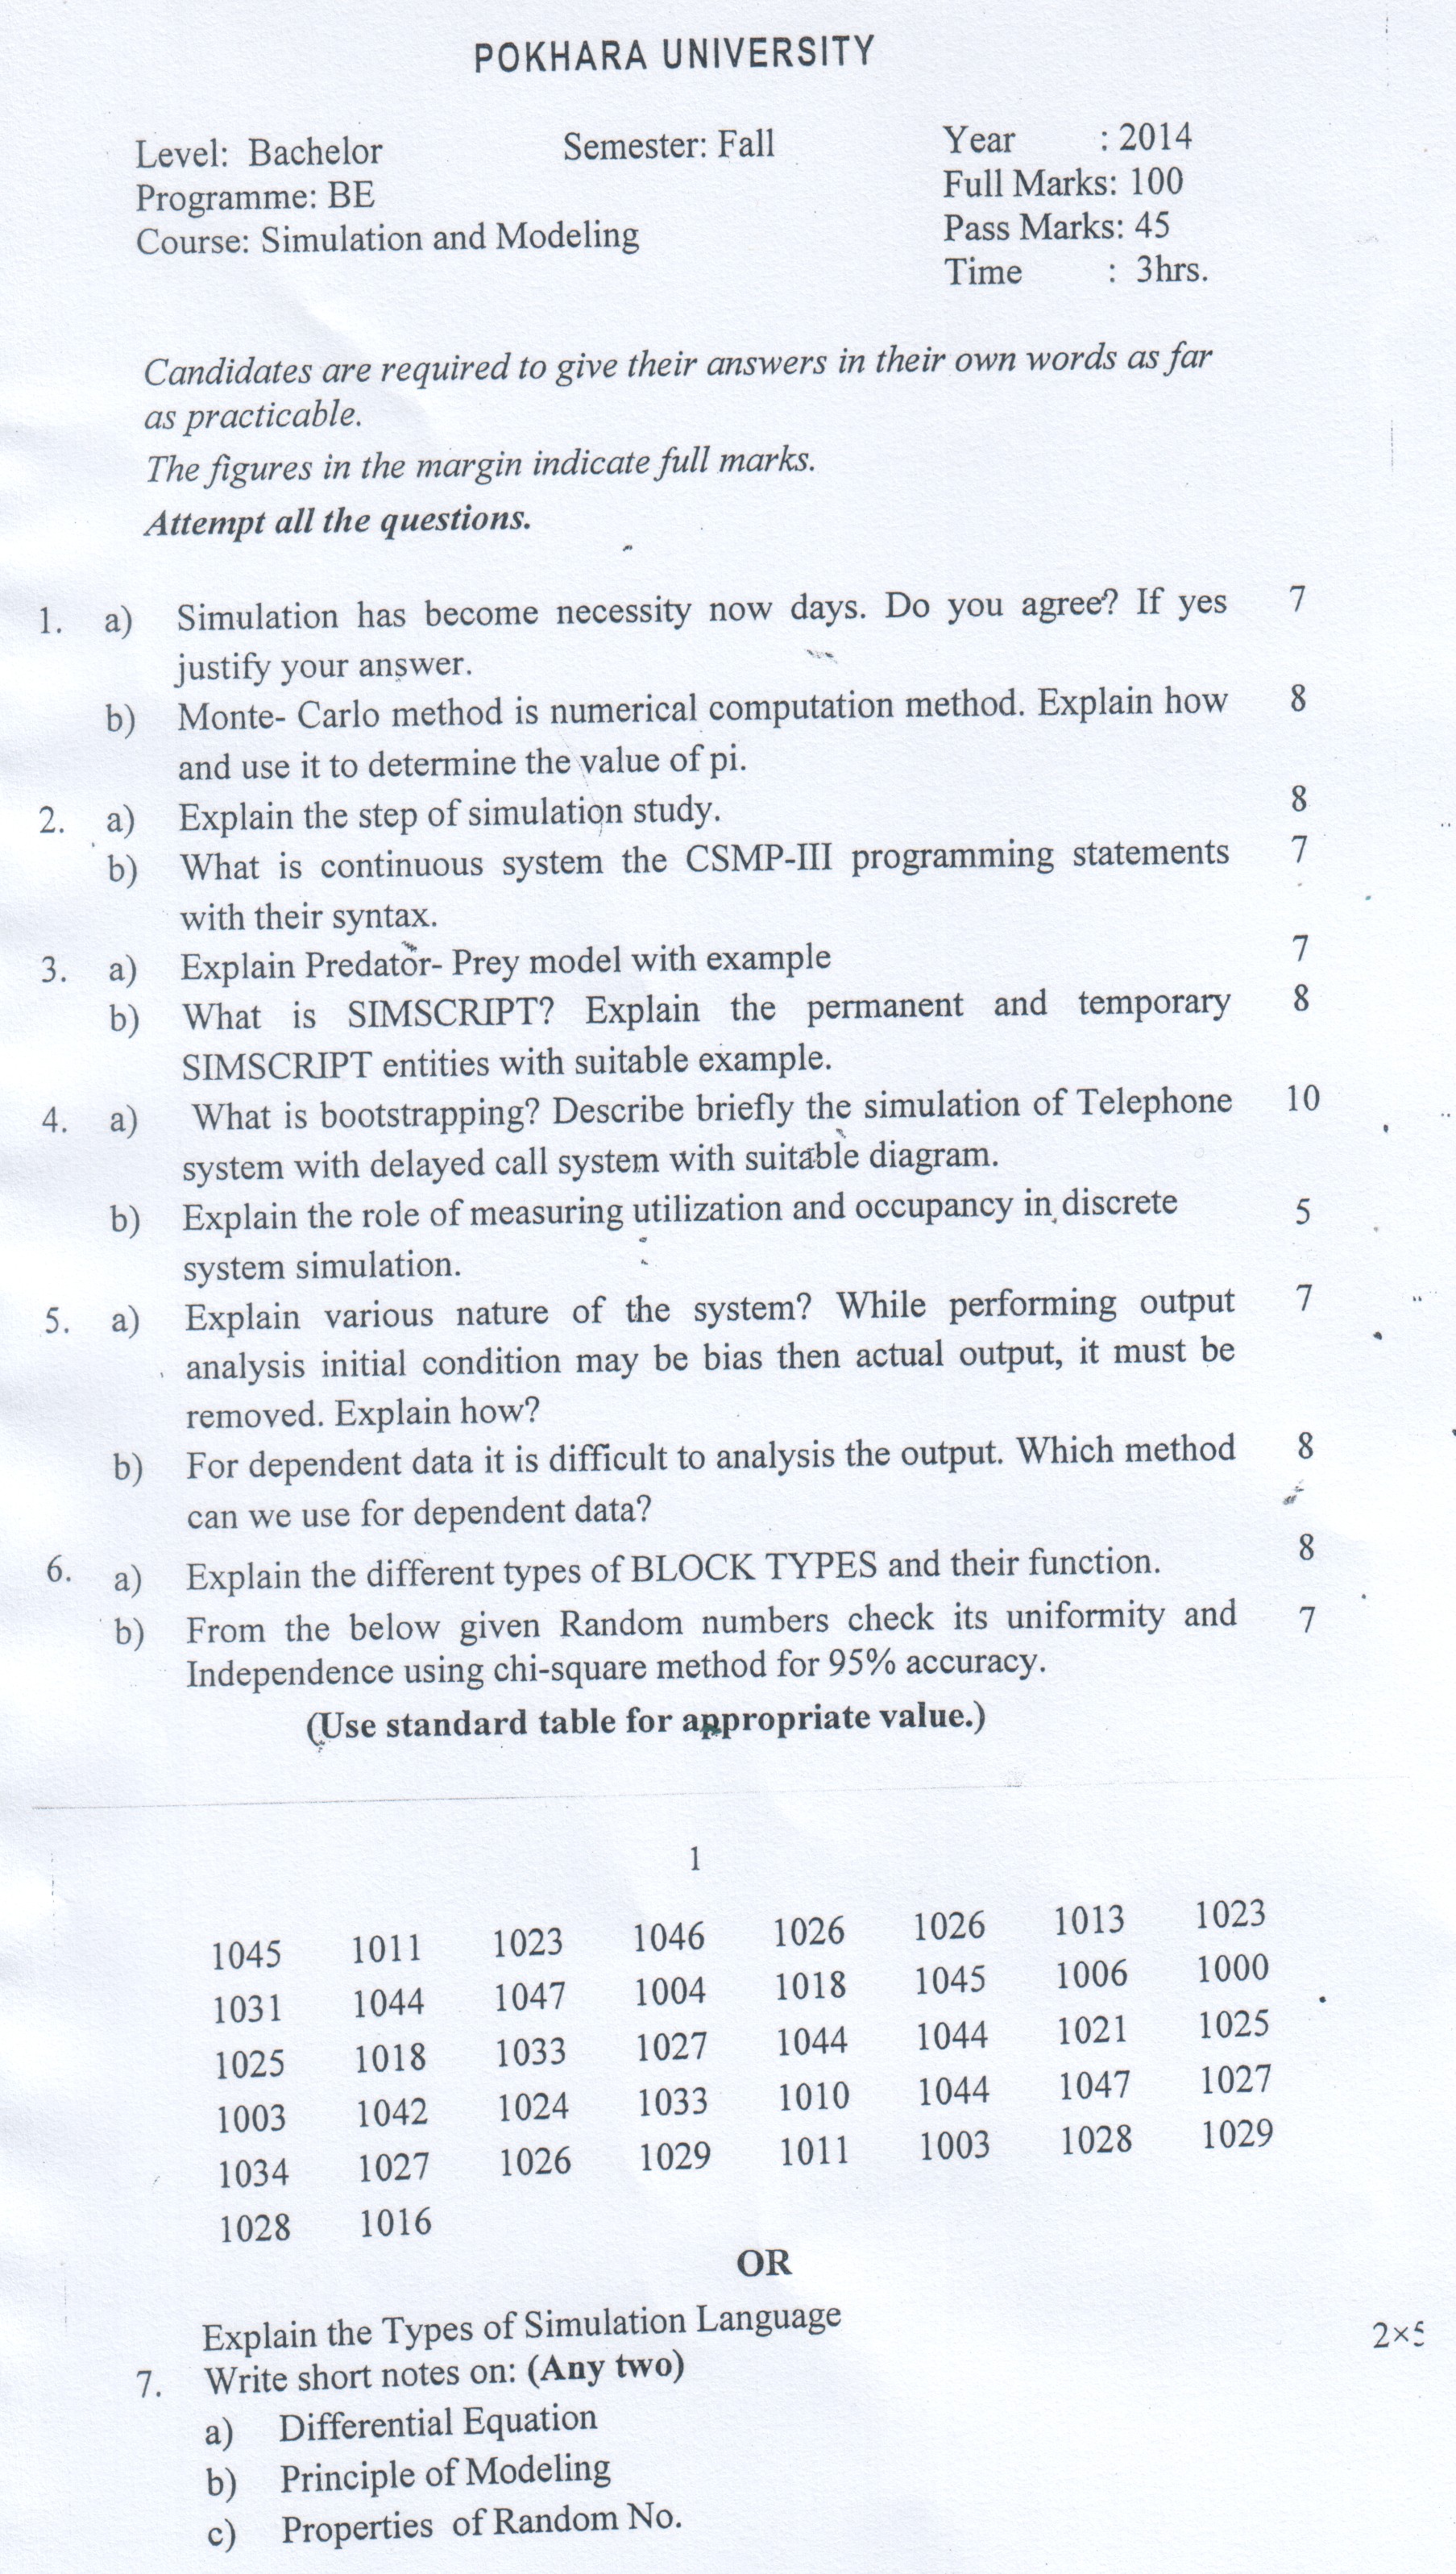 POKHARA UNIVERSITY
Level: Bachelor Semester: Fall Year : 2014
Programme: BE Full Marks: 100
Course: Simulation and Modeling Pass Marks: 45
Time : 3hrs.
Candidates are required to give their answers in their own words as far
as practicable.
The figures in the margin indicate full marks.
Attempt all the questions.
1. a) Simulation has become necessity now days. Do you agree? If yes 7
justify your answer.
b) Monte- Carlo method is numerical computation method. Explain how 8
and use it to determine the value of pi.
2. a) Explain the step of simulation study. 8
b) What is continuous system the CSMP-III programming statements 7
with their syntax.
3. a) Explain Predator- Prey model with example 7
b) What is SIMSCRIPT? Explain the permanent and temporary 8
SIMSCRIPT entities with suitable example.
4. a) What is bootstrapping? Describe briefly the simulation of Telephone 10
system with delayed call system with suitable diagram.
b) Explain the role of measuring utilization and occupancy in discrete 5
system simulation.
5. a) Explain various nature of the system? While performing output 7
analysis initial condition may be bias then actual output, it must be
removed. Explain how?
b) For dependent data it is difficult to analysis the output. Which method 8
can we use for dependent data?
6. a) Explain the different types of BLOCK TYPES and their function. 8
b) From the below given Random numbers check its uniformity and 7
Independence using chi-square method for 95% accuracy.
(Use standard table for appropriate value.)
1
1045 1011 1023 1046 1026 1026 1013 1023
1031 1044 1047 1004 1018 1045 1006 1000
1025 1018 1033 1027 1044 1044 1021 1025
1003 1042 1024 1033 1010 1044 1047 1027
1034 1027 1026 1029 1011 1003 1028 1029
1028 1016
OR
Explain the Types of Simulation Language
7. Write short notes on: (Any two) 2×5
a) Differential Equation
b) Principle of Modeling
c) Properties of Random No.